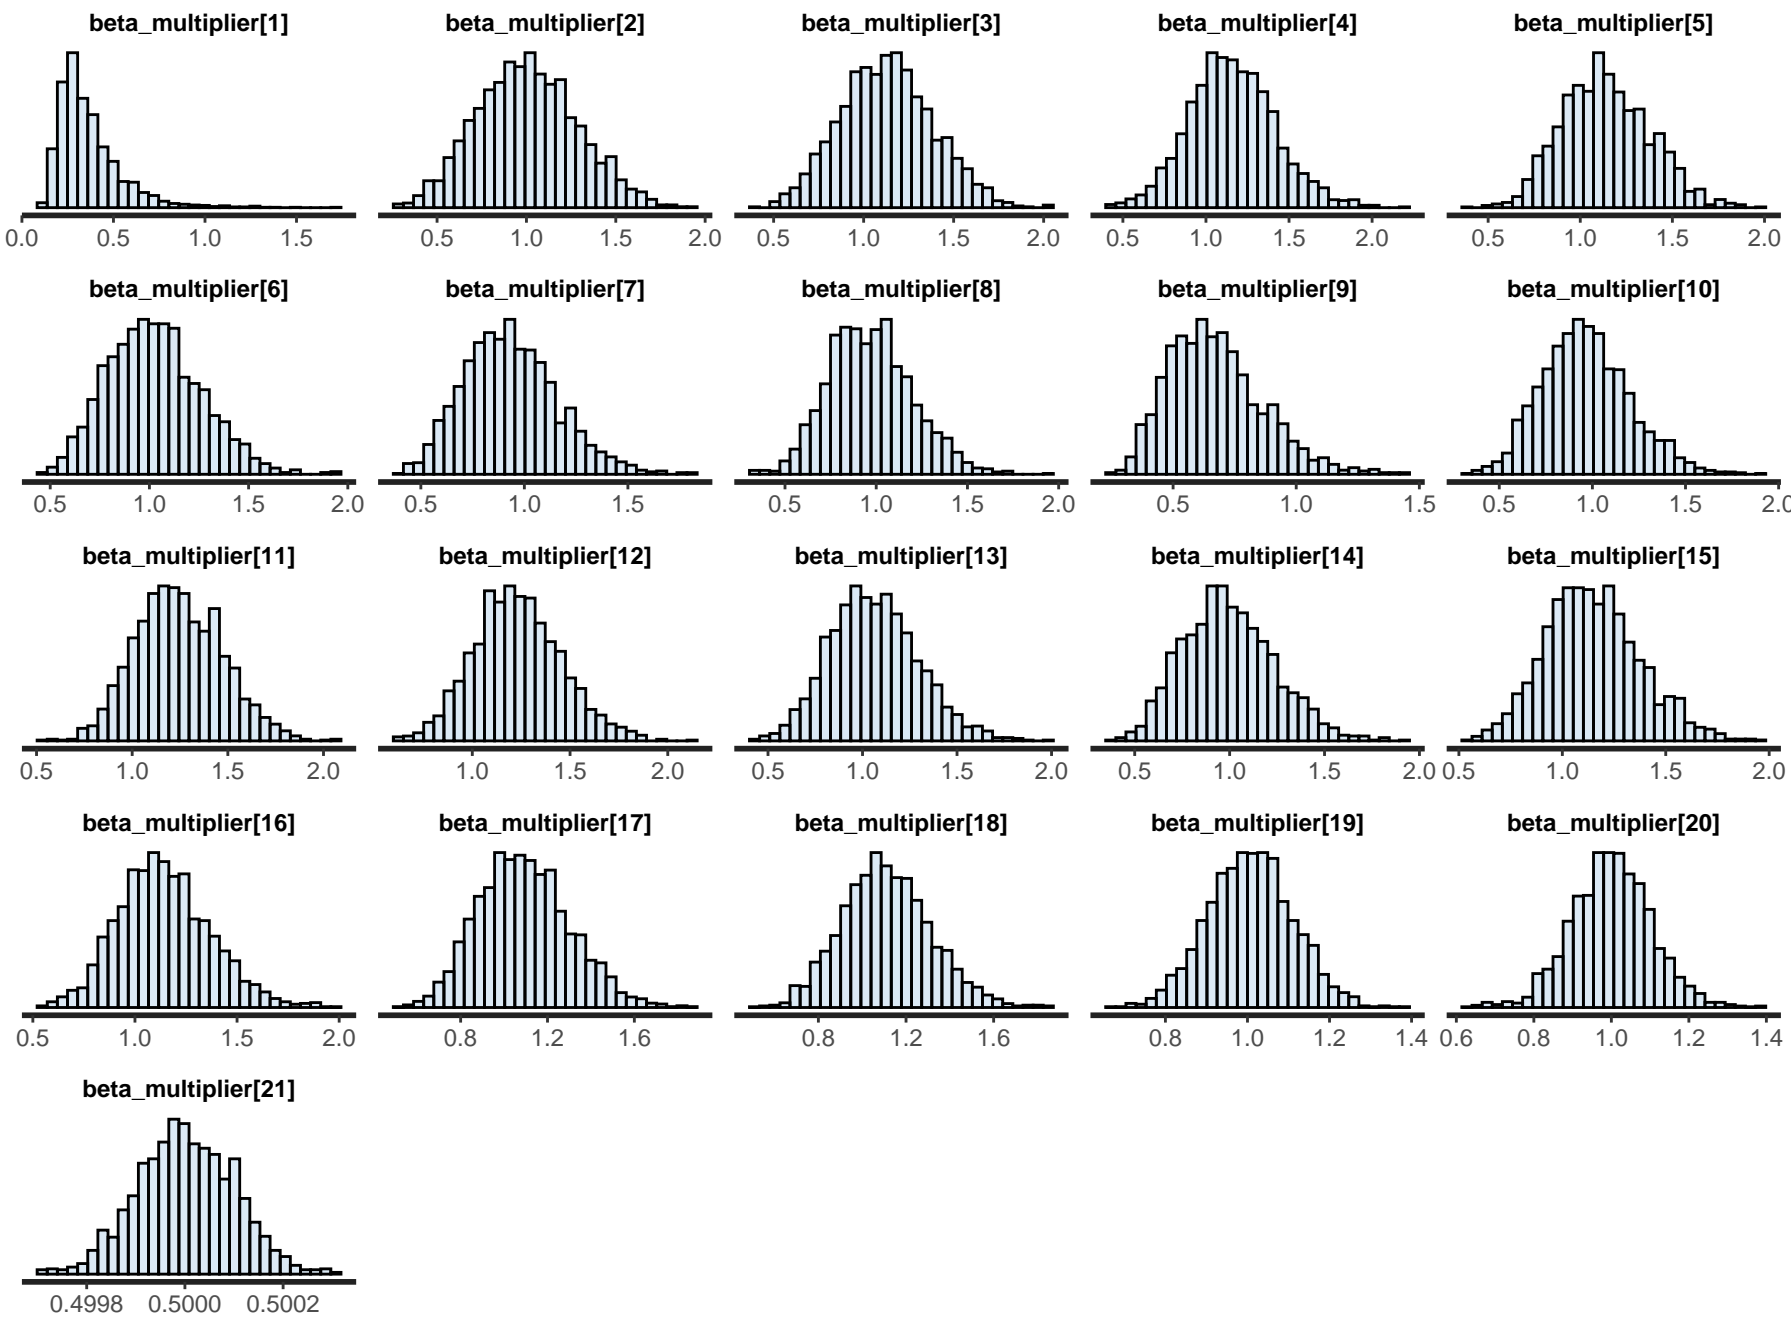 beta_multiplier[1] beta_multiplier[2] beta_multiplier[3] beta_multiplier[4] beta_multiplier[5]
0.0 0.5 1.0 1.5 0.5 1.0 1.5 2.0 0.5 1.0 1.5 2.0 0.5 1.0 1.5 2.0 0.5 1.0 1.5 2.0
beta_multiplier[6] beta_multiplier[7] beta_multiplier[8] beta_multiplier[9] beta_multiplier[10]
0.5 1.0 1.5 2.0 0.5 1.0 1.5 0.5 1.0 1.5 2.0 0.5 1.0 1.5 0.5 1.0 1.5 2.0
beta_multiplier[11] beta_multiplier[12] beta_multiplier[13] beta_multiplier[14] beta_multiplier[15]
0.5 1.0 1.5 2.0 1.0 1.5 2.0 0.5 1.0 1.5 2.0 0.5 1.0 1.5 2.0 0.5 1.0 1.5 2.0
beta_multiplier[16] beta_multiplier[17] beta_multiplier[18] beta_multiplier[19] beta_multiplier[20]
0.5 1.0 1.5 2.0 0.8 1.2 1.6 0.8 1.2 1.6 0.8 1.0 1.2 1.4 0.6 0.8 1.0 1.2 1.4
beta_multiplier[21]
0.4998 0.5000 0.5002